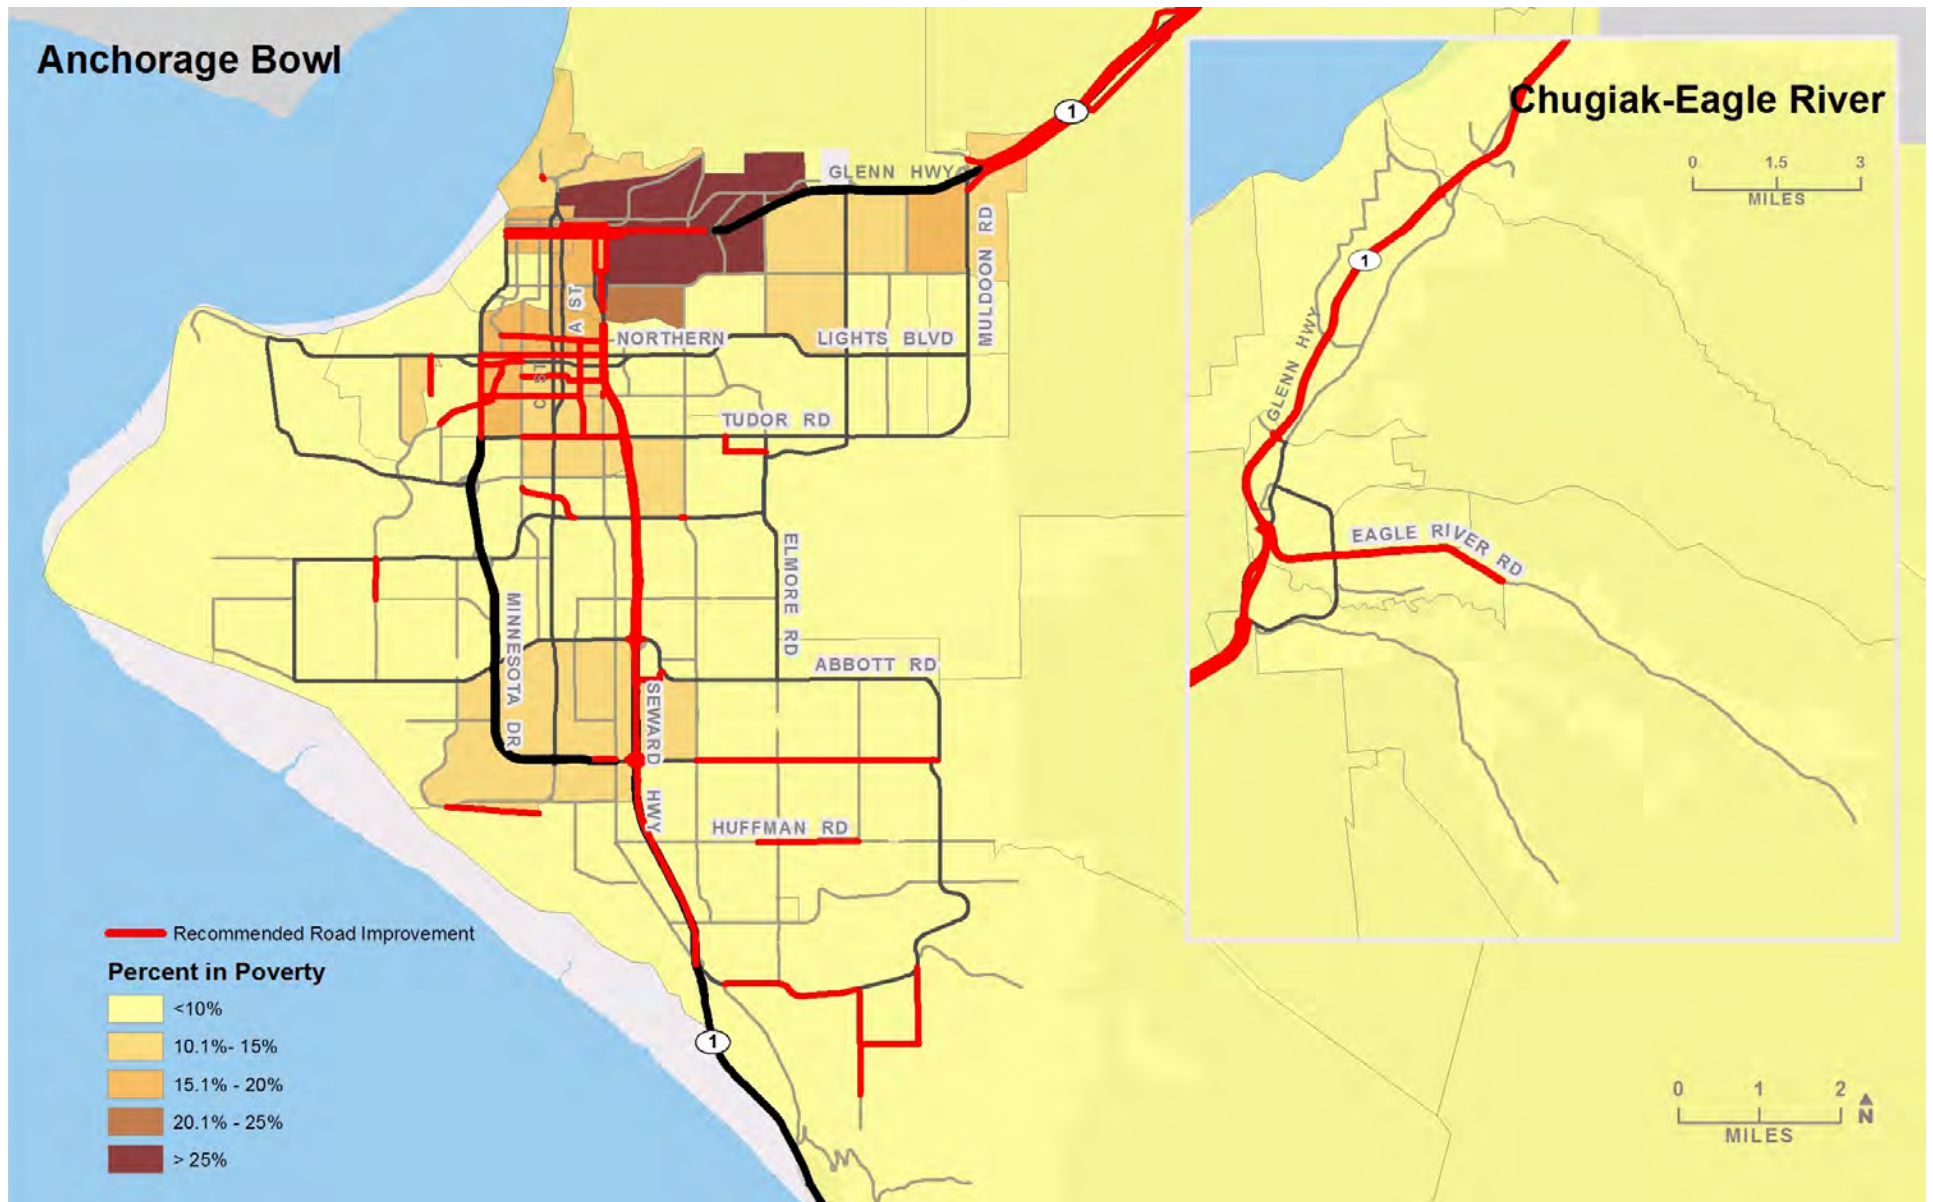 Anchorage Bowl
Chugiak-Eagle River
1
0 1.5 3
MILES
GLENN HWY
MULDOON RD
1
GLENN HWY
A ST
NORTHERN LIGHTS BLVD
C ST
TUDOR RD
EAGLE RIVER RD
ELMORE RD
MINNESOTA DR
ABBOTT RD
SEWARD HWY
HUFFMAN RD
1
Recommended Road Improvement
Percent in Poverty
<10%
10.1%- 15%
15.1% - 20%
20.1% - 25%
> 25%
0 1 2
MILES
N